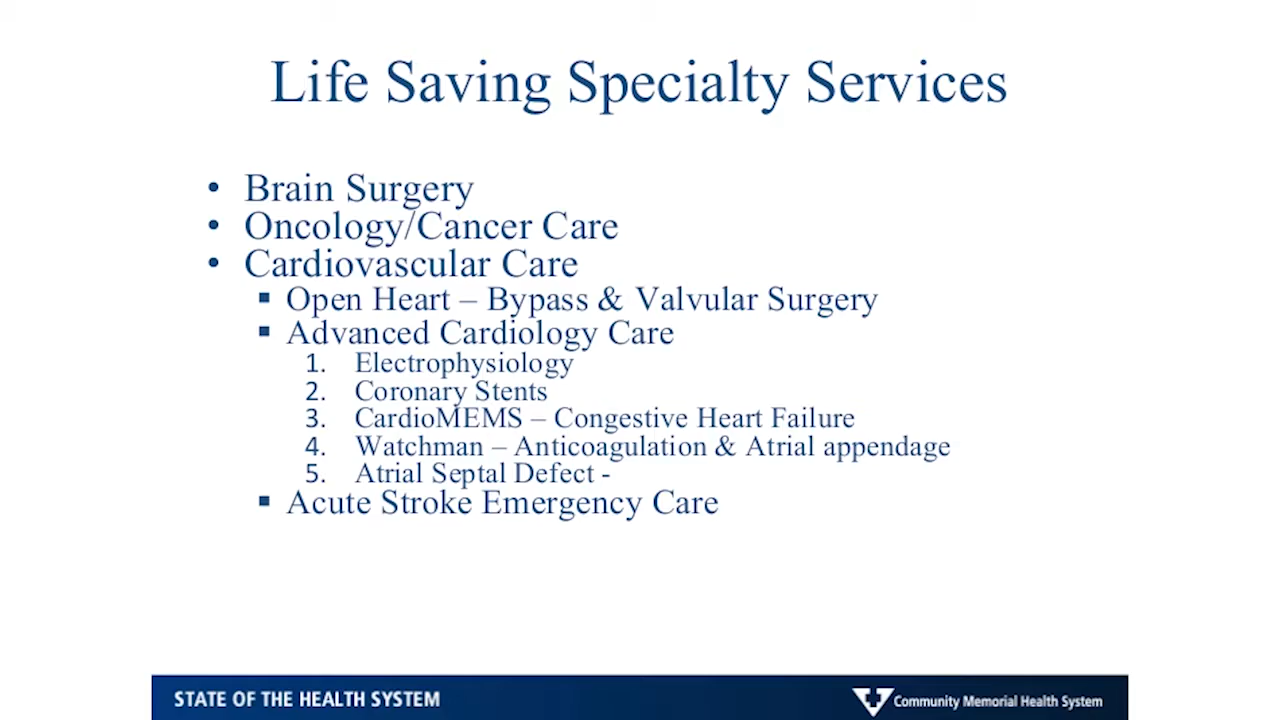 Life Saving Specialty Services
• Brain Surgery
• Oncology/Cancer Care
• Cardiovascular Care
▪ Open Heart – Bypass & Valvular Surgery
▪ Advanced Cardiology Care
1. Electrophysiology
2. Coronary Stents
3. CardioMEMS – Congestive Heart Failure
4. Watchman – Anticoagulation & Atrial appendage
5. Atrial Septal Defect -
▪ Acute Stroke Emergency Care
STATE OF THE HEALTH SYSTEM
Community Memorial Health System